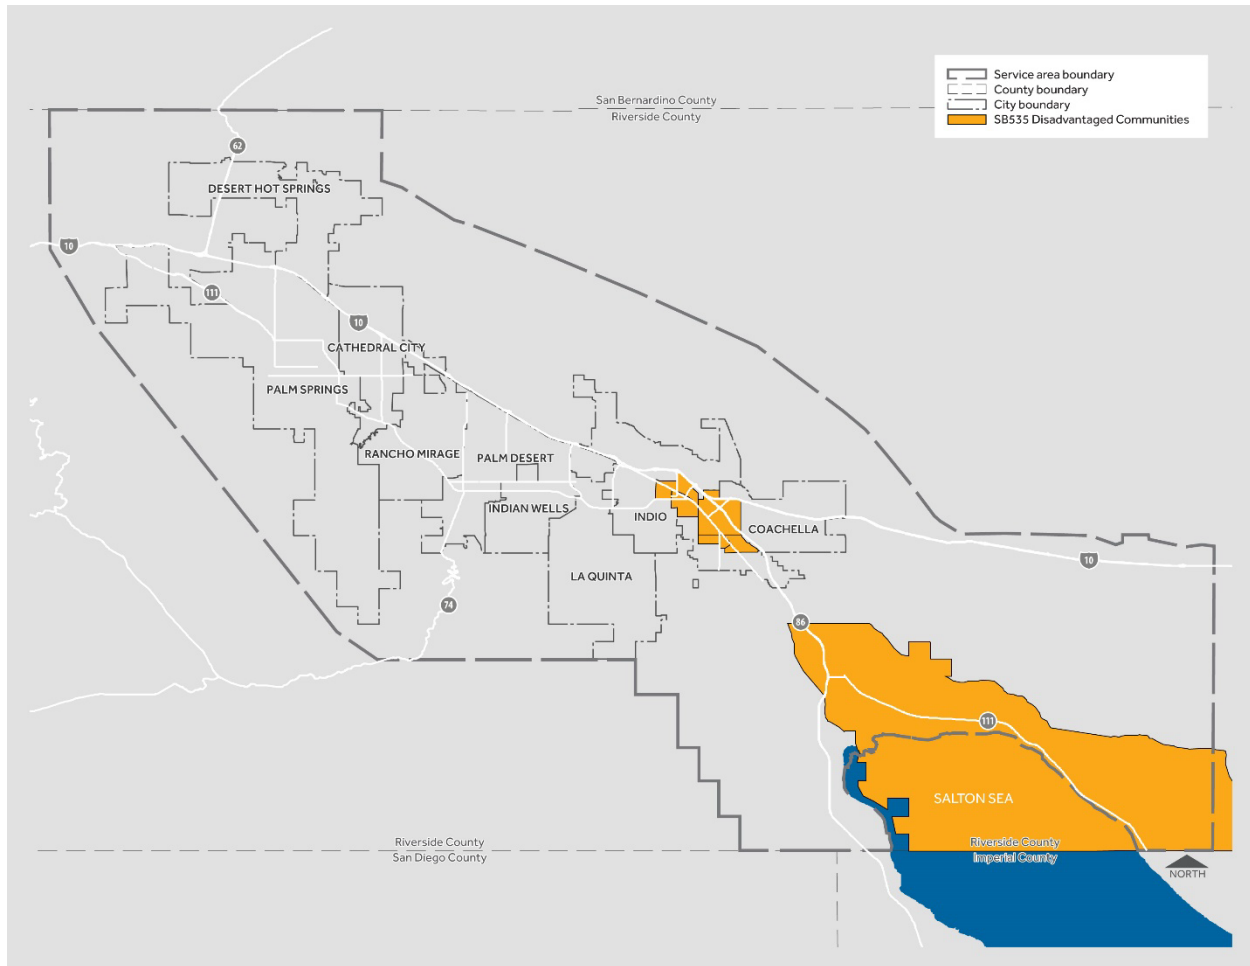 Service area boundary
County boundary
City boundary
SB535 Disadvantaged Communities
San Bernardino County
Riverside County
62
DESERT HOT SPRINGS
10
111
10
CATHEDRAL CITY
PALM SPRINGS
RANCHO MIRAGE
PALM DESERT
INDIAN WELLS
INDIO
COACHELLA
10
LA QUINTA
74
86
111
SALTON SEA
Riverside County
San Diego County
Riverside County
Imperial County
NORTH